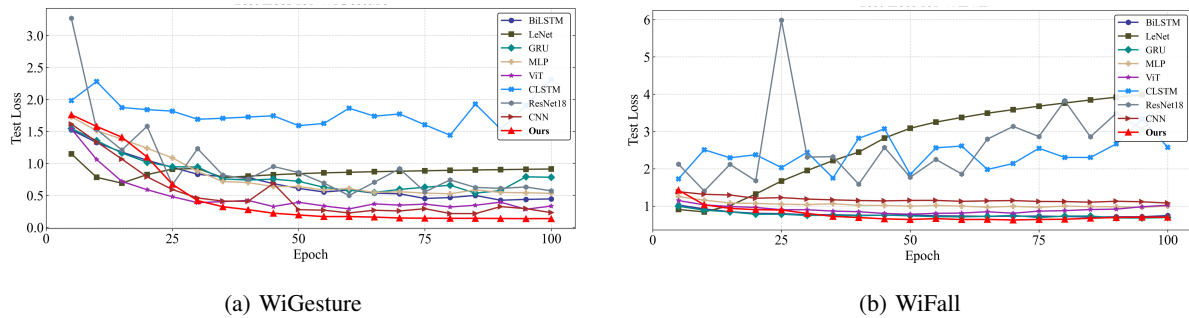 3.0
2.5
2.0
1.5
1.0
0.5
0.0
Test Loss
0
25
50
75
100
Epoch
BiLSTM
LeNet
GRU
MLP
ViT
CLSTM
ResNet18
CNN
Ours
(a) WiGesture
6
5
4
3
2
1
Test Loss
0
25
50
75
100
Epoch
BiLSTM
LeNet
GRU
MLP
ViT
CLSTM
ResNet18
CNN
Ours
(b) WiFall